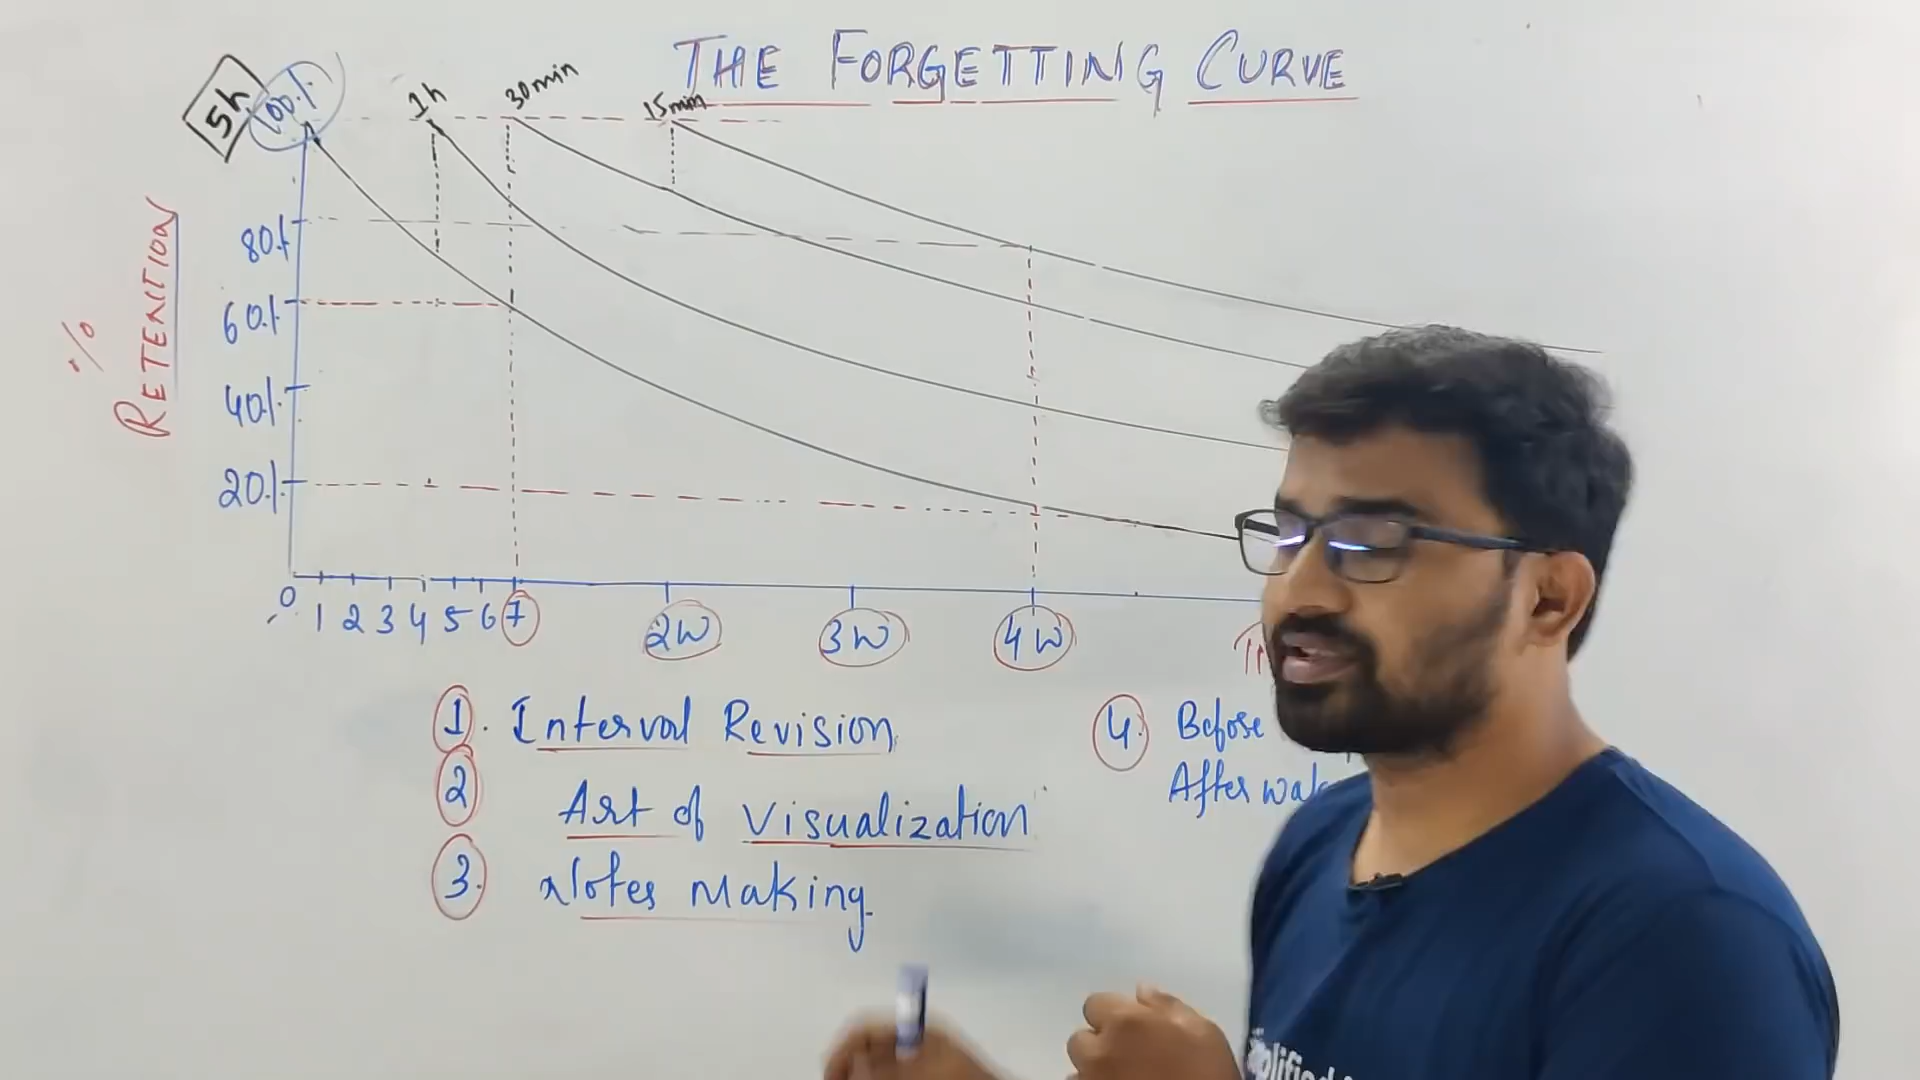 THE FORGETTING CURVE
5h
100%
1h
30min
15min
80%
60%
40%
20%
% RETENTION
0 1 2 3 4 5 6 7 2W 3W 4W
1. Interval Revision
2 Art of Visualization
3. Notes Making
4. Before
After